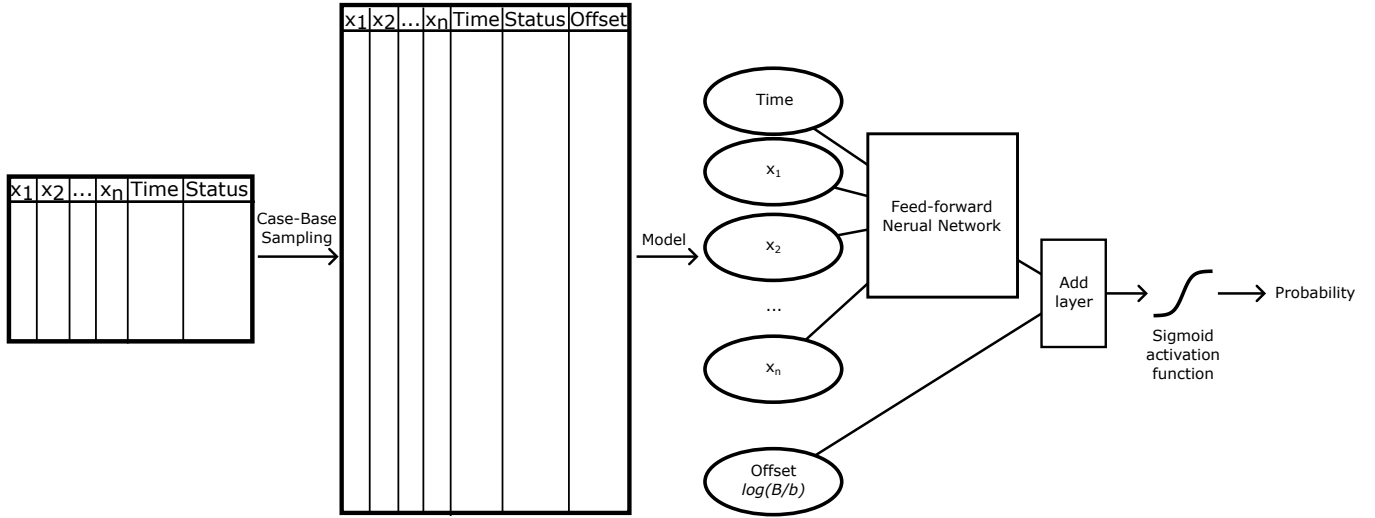 x1 x2 ... xn Time Status
Case-Base
Sampling
x1 x2 ... xn Time Status Offset
Model
Time
x1
x2
...
xn
Offset
log(B/b)
Feed-forward
Nerual Network
Add
layer
Sigmoid
activation
function
Probability